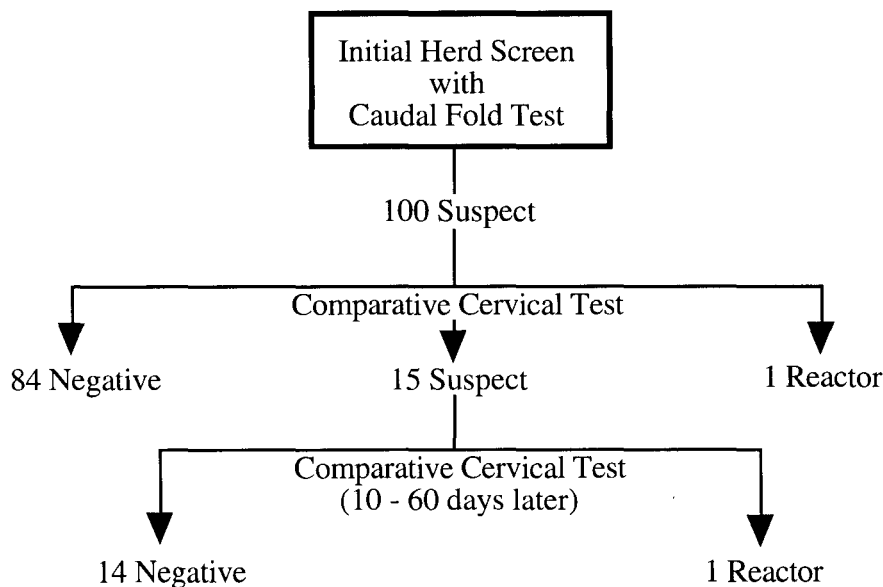 Initial Herd Screen
with
Caudal Fold Test
100 Suspect
Comparative Cervical Test
84 Negative
15 Suspect
1 Reactor
Comparative Cervical Test
(10 - 60 days later)
14 Negative
1 Reactor